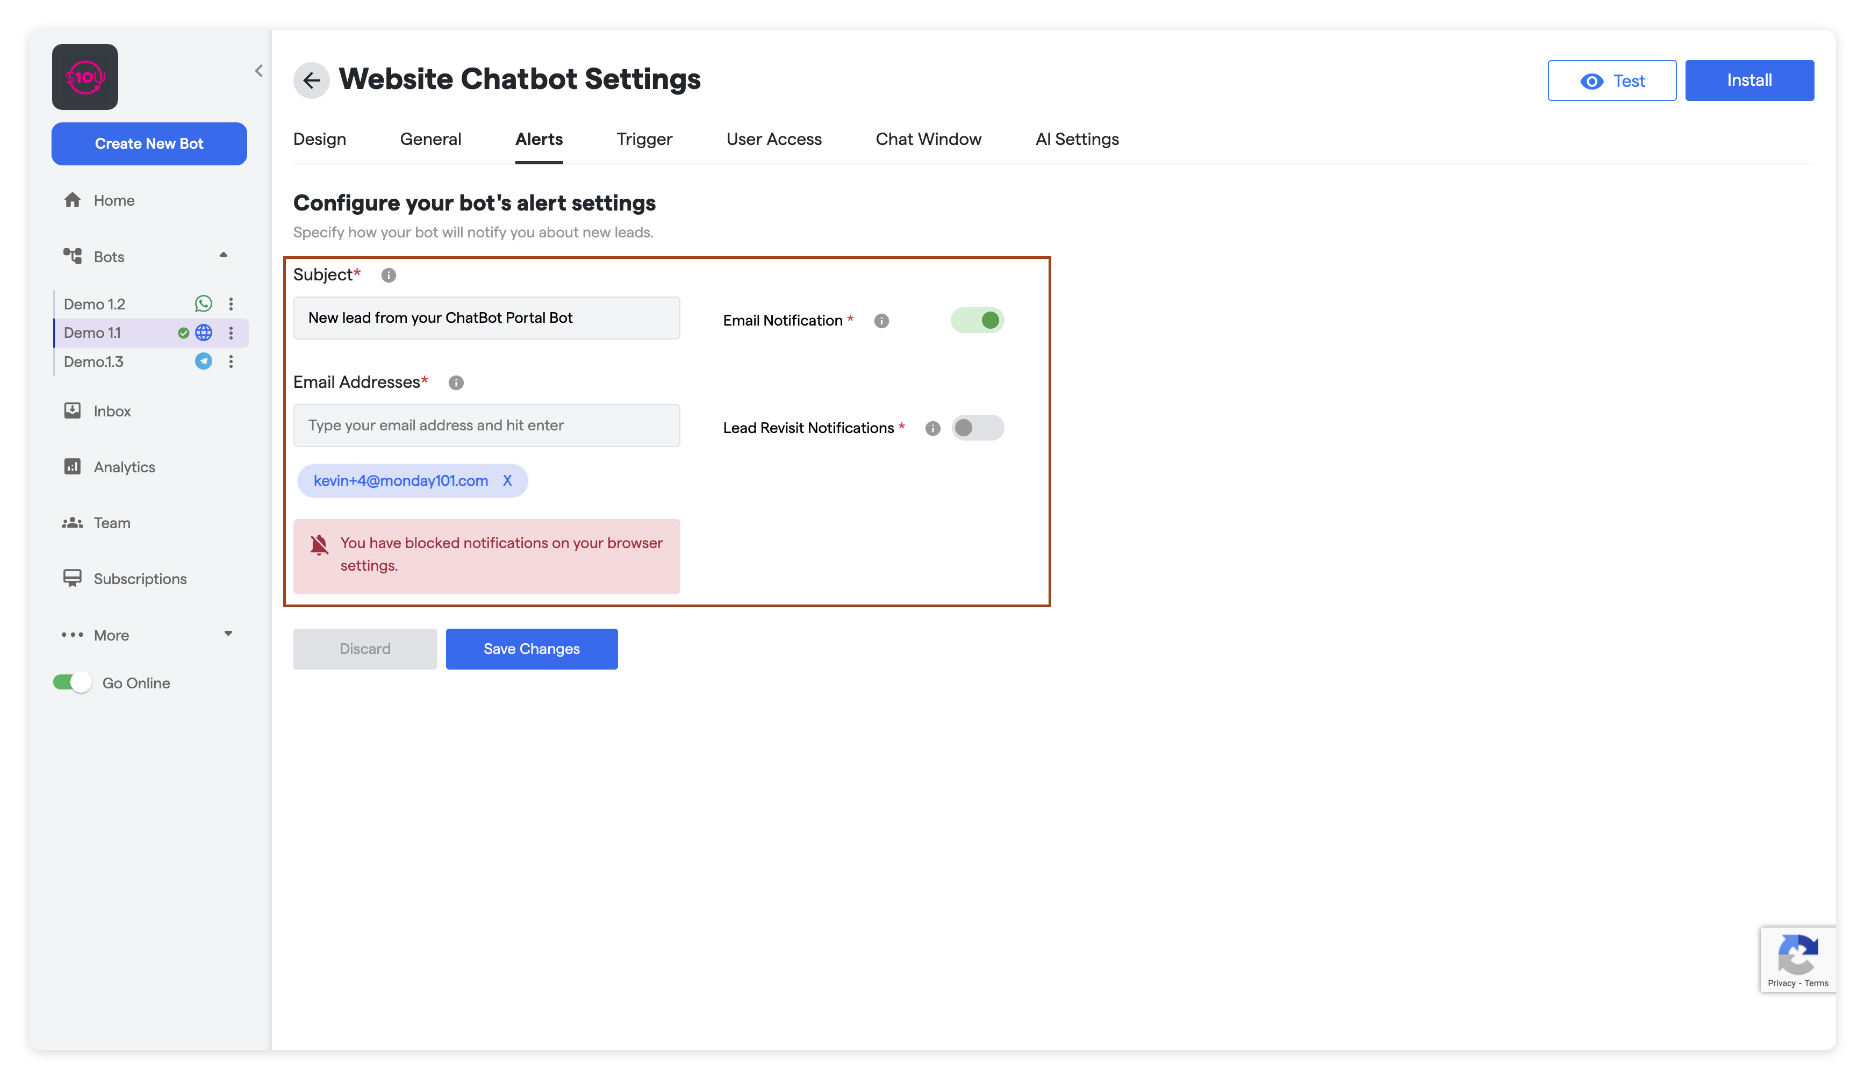 $10U
Create New Bot
Home
Bots
Demo 1.2
Demo 1.1
Demo.1.3
Inbox
Analytics
Team
Subscriptions
More
Go Online
Website Chatbot Settings
Test
Install
Design
General
Alerts
Trigger
User Access
Chat Window
AI Settings
Configure your bot's alert settings
Specify how your bot will notify you about new leads.
Subject*
New lead from your ChatBot Portal Bot
Email Notification *
Email Addresses*
Type your email address and hit enter
Lead Revisit Notifications *
kevin+4@monday101.com X
You have blocked notifications on your browser
settings.
Discard
Save Changes
Privacy - Terms